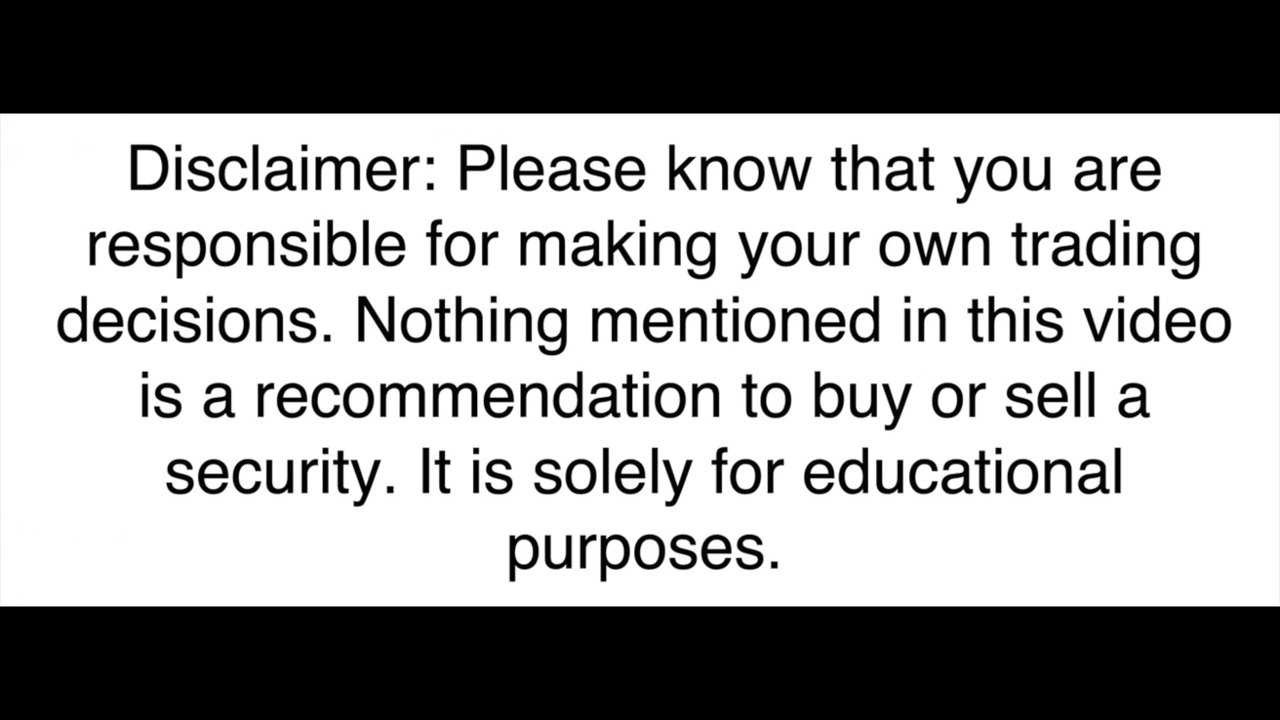 Disclaimer: Please know that you are
responsible for making your own trading
decisions. Nothing mentioned in this video
is a recommendation to buy or sell a
security. It is solely for educational
purposes.